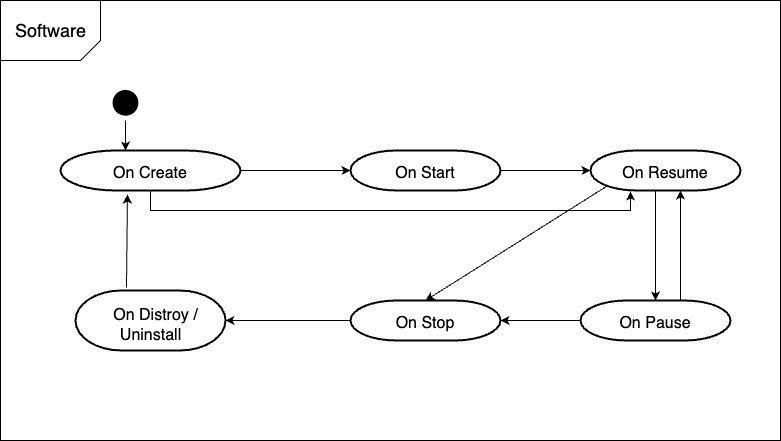 Software
On Create
On Start
On Resume
On Distroy /
Uninstall
On Stop
On Pause